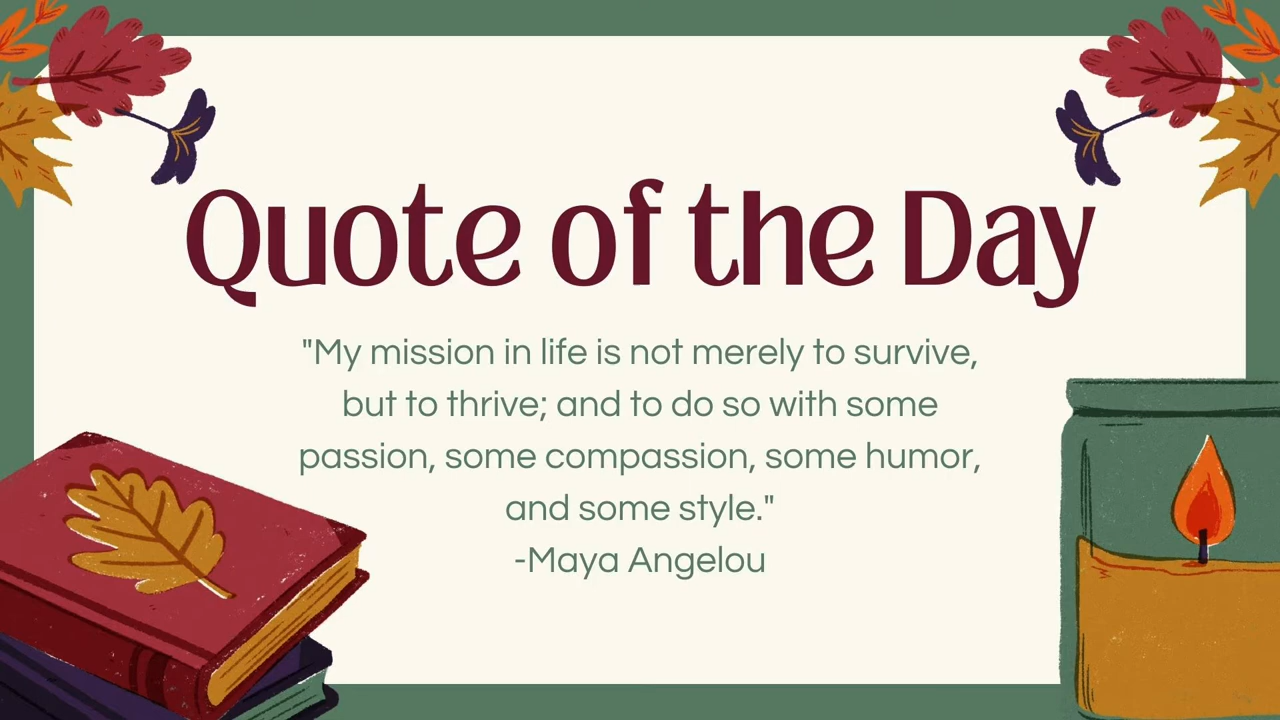 Quote of the Day
"My mission in life is not merely to survive,
but to thrive; and to do so with some
passion, some compassion, some humor,
and some style."
-Maya Angelou